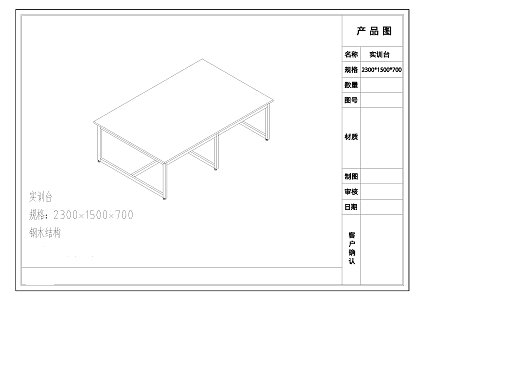 产品图
名称 实训台
规格 2300*1500*700
数量
图号
材质
制图
审核
日期
客户确认
实训台
规格：2300×1500×700
钢木结构